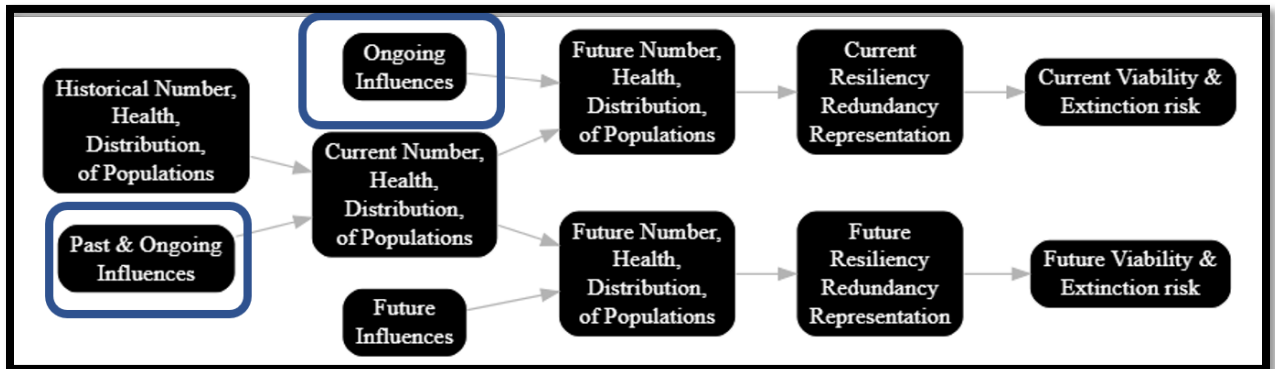 Historical Number,
Health,
Distribution,
of Populations
Past & Ongoing
Influences
Ongoing
Influences
Current Number,
Health,
Distribution,
of Populations
Future
Influences
Future Number,
Health,
Distribution,
of Populations
Future Number,
Health,
Distribution,
of Populations
Current
Resiliency
Redundancy
Representation
Future
Resiliency
Redundancy
Representation
Current Viability &
Extinction risk
Future Viability &
Extinction risk